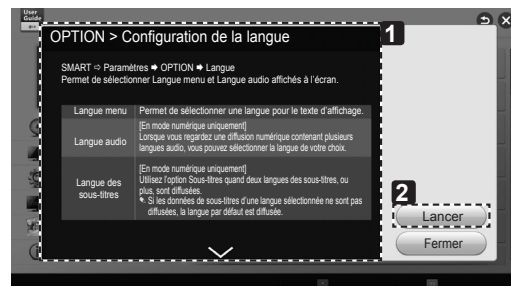 User
Guide
OPTION > Configuration de la langue
1
SMART ⇨ Paramètres ➡ OPTION ➡ Langue
Permet de sélectionner Langue menu et Langue audio affichés à l'écran.
Langue menu Permet de sélectionner une langue pour le texte d'affichage.
[En mode numérique uniquement]
Langue audio Lorsque vous regardez une diffusion numérique contenant plusieurs
langues audio, vous pouvez sélectionner la langue de votre choix.
[En mode numérique uniquement]
Langue des Utilisez l'option Sous-titres quand deux langues des sous-titres, ou
sous-titres plus, sont diffusées.
Si les données de sous-titres d'une langue sélectionnée ne sont pas
diffusées, la langue par défaut est diffusée.
2
Lancer
Fermer